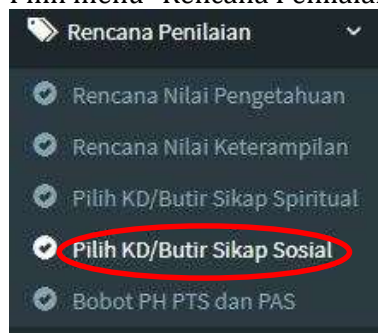 Rencana Penilaian
Rencana Nilai Pengetahuan
Rencana Nilai Keterampilan
Pilih KD/Butir Sikap Spiritual
Pilih KD/Butir Sikap Sosial
Bobot PH PTS dan PAS